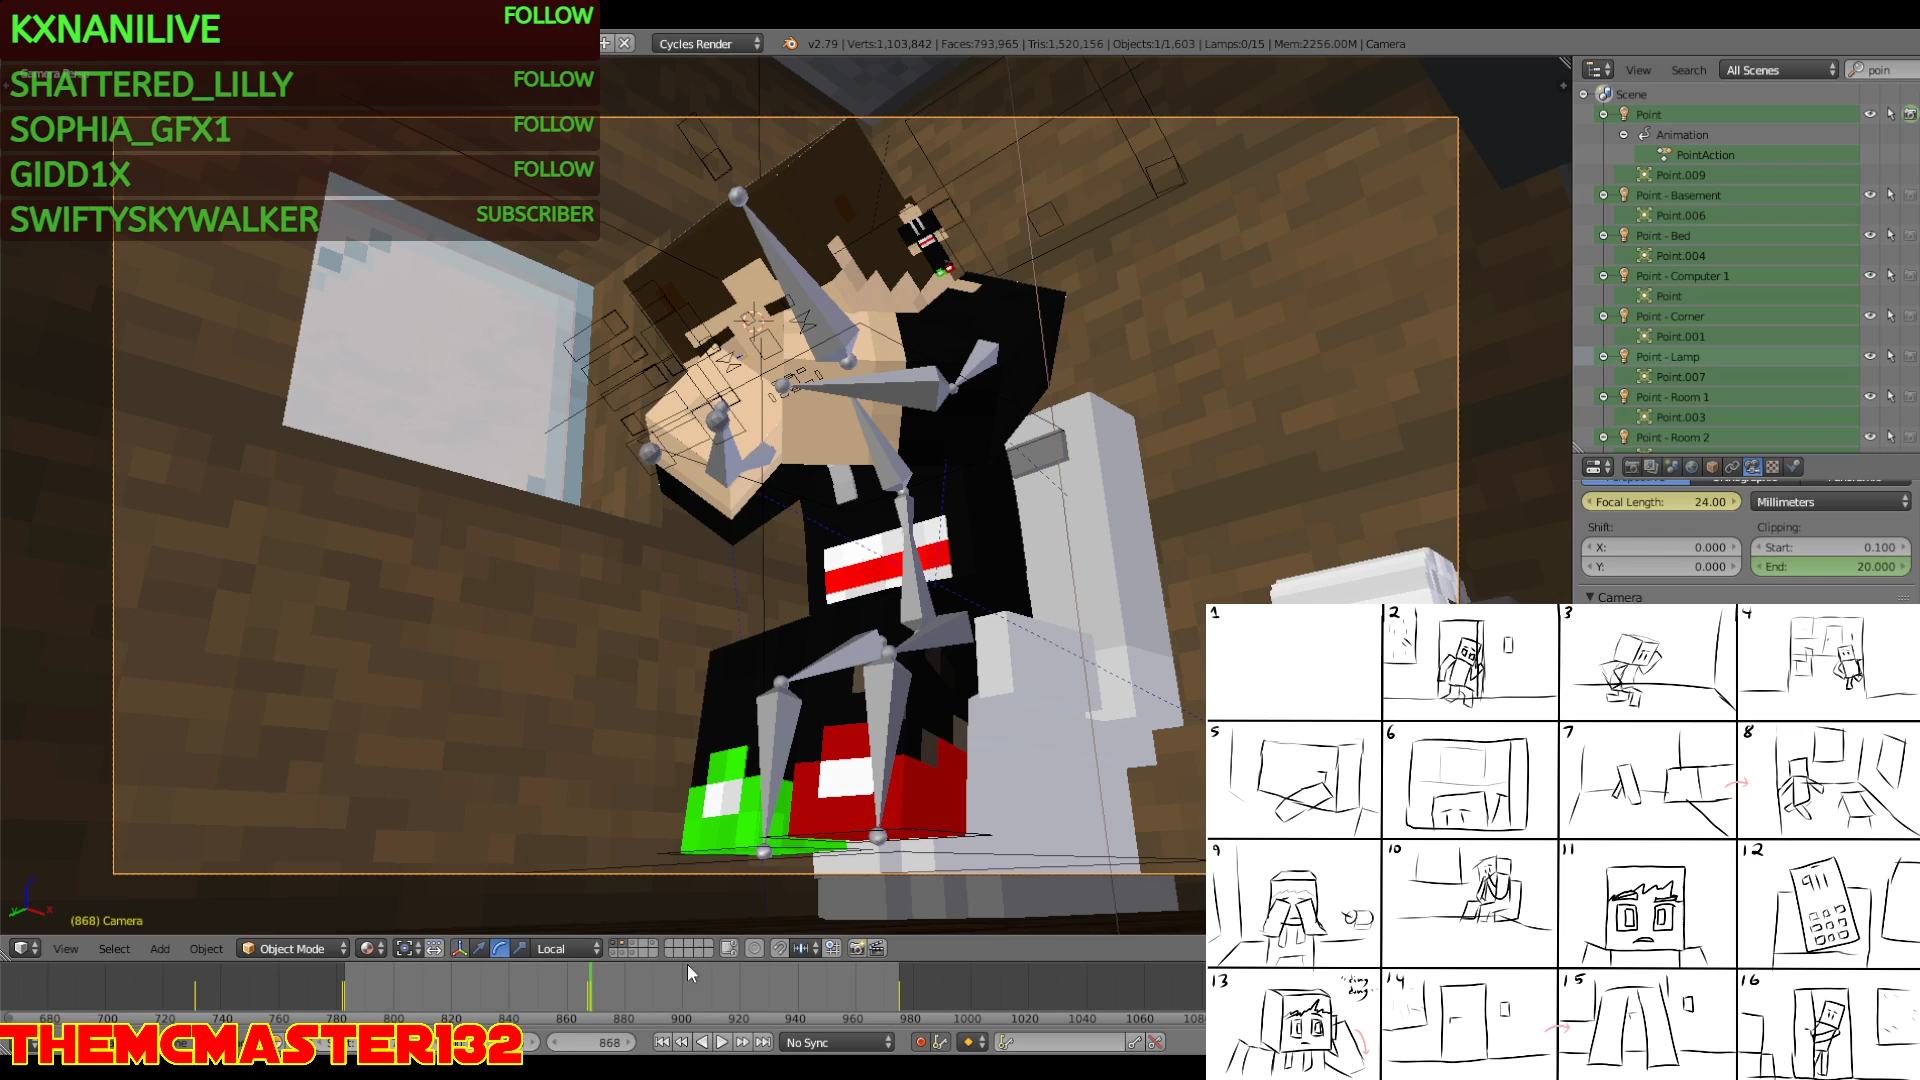 KXNANILIVE FOLLOW
SHATTERED_LILLY FOLLOW
SOPHIA_GFX1 FOLLOW
GIDD1X FOLLOW
SWIFTYSKYWALKER SUBSCRIBER
Cycles Render
v2.79 | Verts:1,103,842 | Faces:793,965 | Tris:1,520,156 | Objects:1/1,603 | Lamps:0/15 | Mem:2256.00M | Camera
View Search All Scenes poin
Scene
Point
Animation
PointAction
Point.009
Point - Basement
Point.006
Point - Bed
Point.004
Point - Computer 1
Point
Point - Corner
Point.001
Point - Lamp
Point.007
Point - Room 1
Point.003
Point - Room 2
Focal Length: 24.00 Millimeters
Shift: Clipping:
X: 0.000 Start: 0.100
Y: 0.000 End: 20.000
Camera
1 2 3 4
5 6 7 8
9 10 11 12
911
13 14 15 16
"ding dong"
(868) Camera
View Select Add Object Object Mode Local
680 700 720 740 760 780 800 820 840 860 880 900 920 940 960 980 1000 1020 1040 1060
868 No Sync
THEMCMASTER132